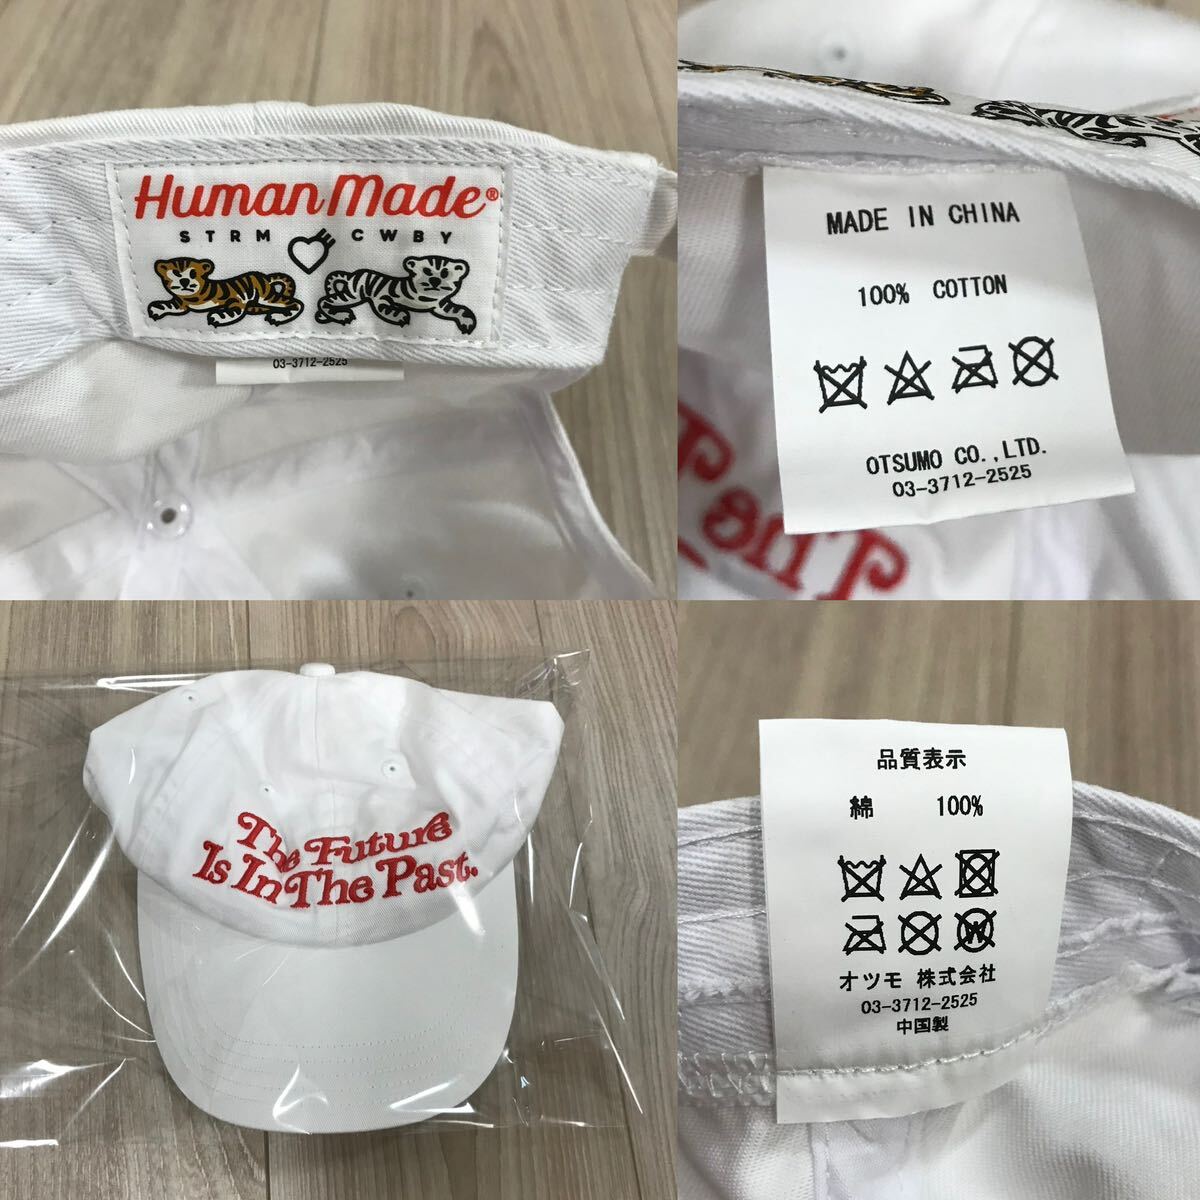 Human Made®
STRM CWBY
03-3712-2525
MADE IN CHINA
100% COTTON
OTSUMO CO.,LTD.
03-3712-2525
The
The Future
Is In The Past.
品質表示
綿 100%
W
オツモ 株式会社
03-3712-2525
中国製